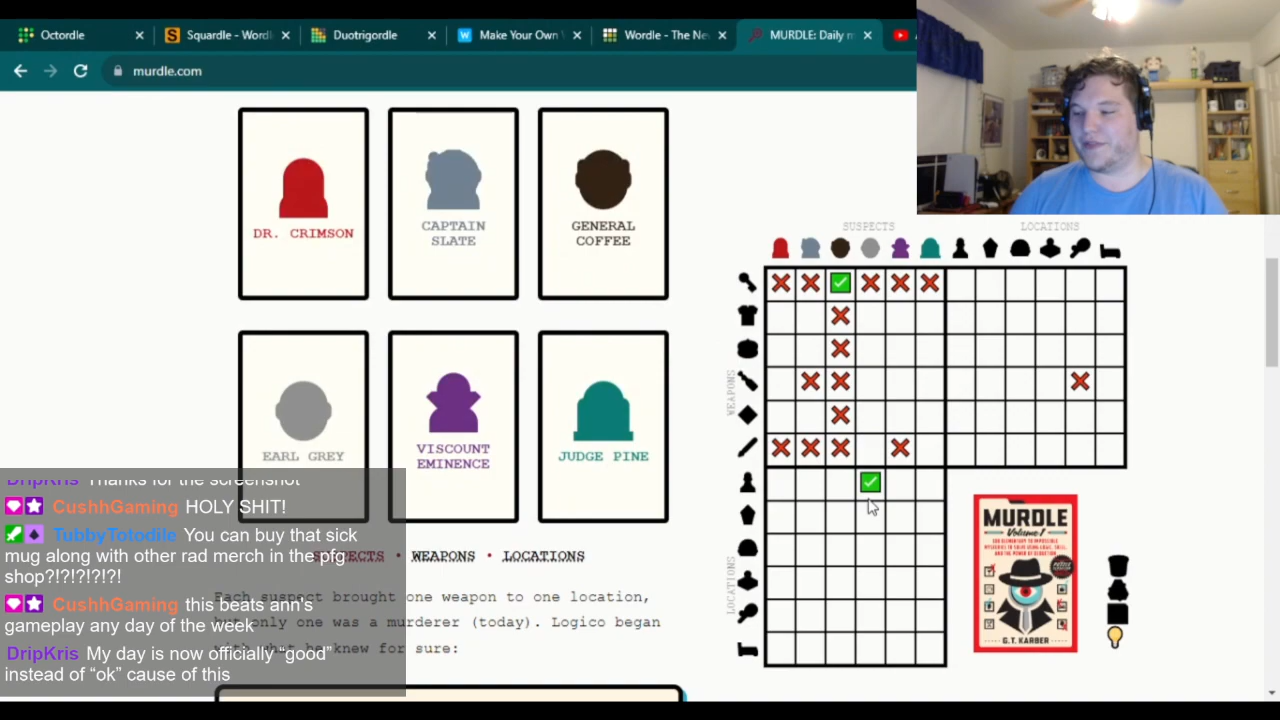 Octordle
Squardle - Wordl
Duotrigordle
Make Your Own
Wordle - The Ne
MURDLE: Daily m
murdle.com
DR. CRIMSON
CAPTAIN
SLATE
GENERAL
COFFEE
EARL GREY
VISCOUNT
EMINENCE
JUDGE PINE
SUSPECTS • WEAPONS • LOCATIONS
Each suspect brought one weapon to one location,
but only one was a murderer (today). Logico began
knew for sure:
SUSPECTS
LOCATIONS
WEAPONS
LOCATIONS
MURDLE
Volume 1
G.T. KARBER
DripKris Thanks for the screenshot
CushhGaming HOLY SHIT!
TubbyTotodile You can buy that sick
mug along with other rad merch in the pfg
shop?!?!?!?!?!
CushhGaming this beats ann's
gameplay any day of the week
DripKris My day is now officially “good”
instead of “ok” cause of this